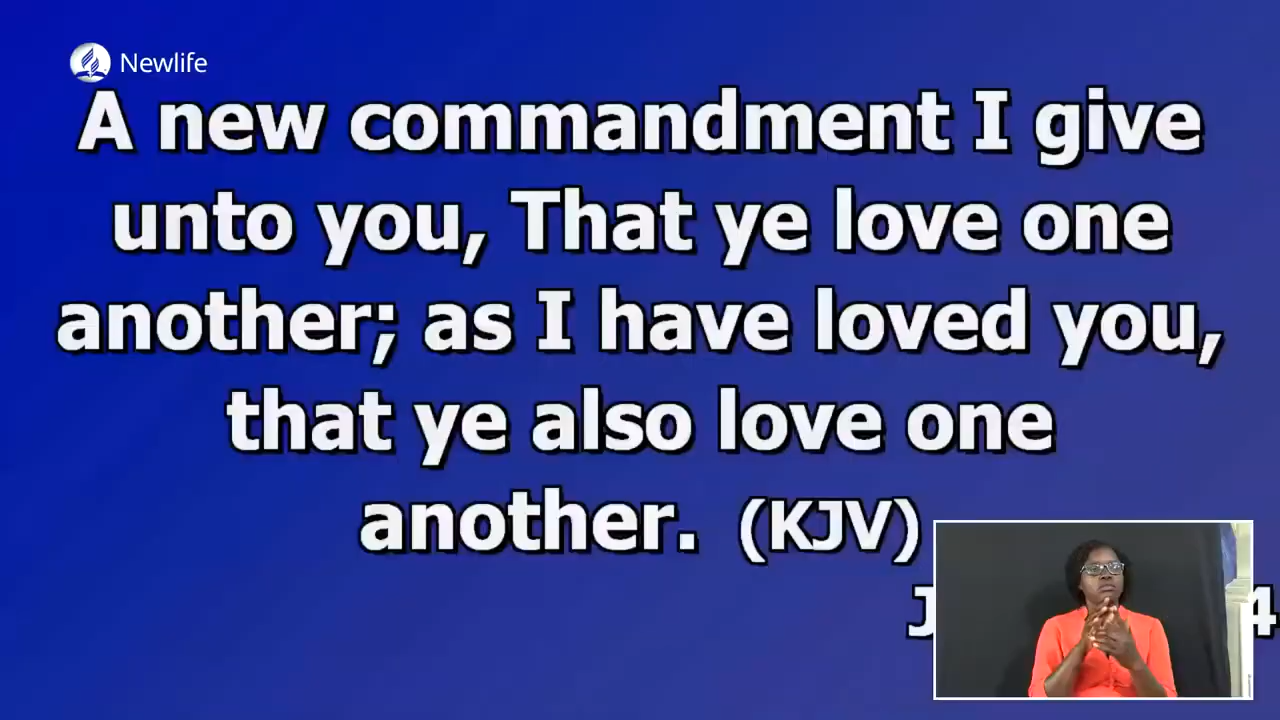 Newlife
A new commandment I give
unto you, That ye love one
another; as I have loved you,
that ye also love one
another. (KJV)